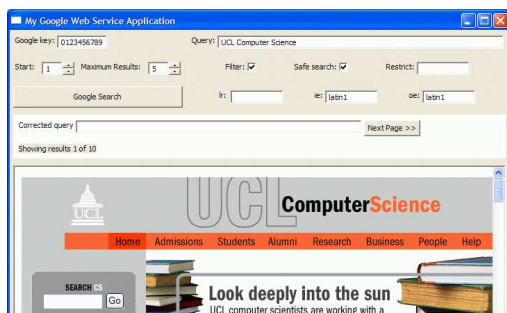 My Google Web Service Application
Google key: 0123456789 Query: UCL Computer Science
Start: 1 Maximum Results: 5 Filter: Safe search: Restrict:
Google Search lr: ie: latin1 oe: latin1
Corrected query Next Page >>
Showing results 1 of 10
UCL UCL ComputerScience
Home Admissions Students Alumni Research Business People Help
SEARCH CS
Go
Look deeply into the sun
UCL computer scientists are working with a